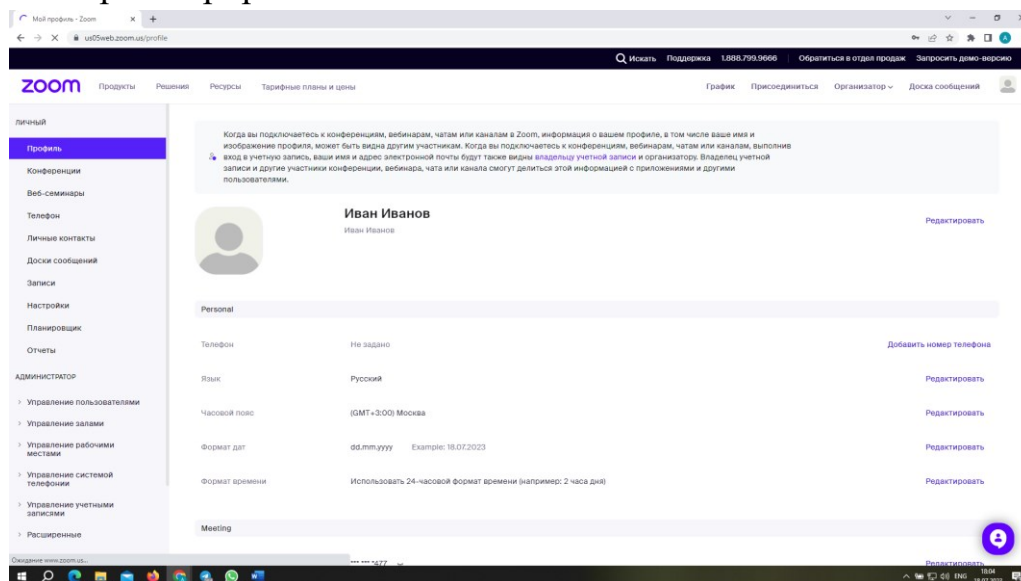 Мой профиль - Zoom
us05web.zoom.us/profile
Искать Поддержка 1.888.799.9666 Обратиться в отдел продаж Запросить демо-версию
zoom Продукты Решения Ресурсы Тарифные планы и цены График Присоединиться Организатор Доска сообщений
личный
Профиль
Конференции
Веб-семинары
Телефон
Личные контакты
Доски сообщений
Записи
Настройки
Планировщик
Отчеты
АДМИНИСТРАТОР
Управление пользователями
Управление залами
Управление рабочими
местами
Управление системой
телефонии
Управление учетными
записями
Расширенные
Когда вы подключаетесь к конференциям, вебинарам, чатам или каналам в Zoom, информация о вашем профиле, в том числе ваше имя и
изображение профиля, может быть видна другим участникам. Когда вы подключаетесь к конференциям, вебинарам, чатам или каналам, выполнив
вход в учетную запись, ваши имя и адрес электронной почты будут также видны владельцу учетной записи и организатору. Владелец учетной
записи и другие участники конференции, вебинара, чата или канала смогут делиться этой информацией с приложениями и другими
пользователями.
Иван Иванов
Иван Иванов
Редактировать
Personal
Телефон Не задано Добавить номер телефона
Язык Русский Редактировать
Часовой пояс (GMT+3:00) Москва Редактировать
Формат дат dd.mm.yyyy Example: 18.07.2023 Редактировать
Формат времени Использовать 24-часовой формат времени (например: 2 часа дня) Редактировать
Meeting
*** *** *477 Редактировать
Ожидание www.zoom.us...
ENG 18:04
18.07.2023